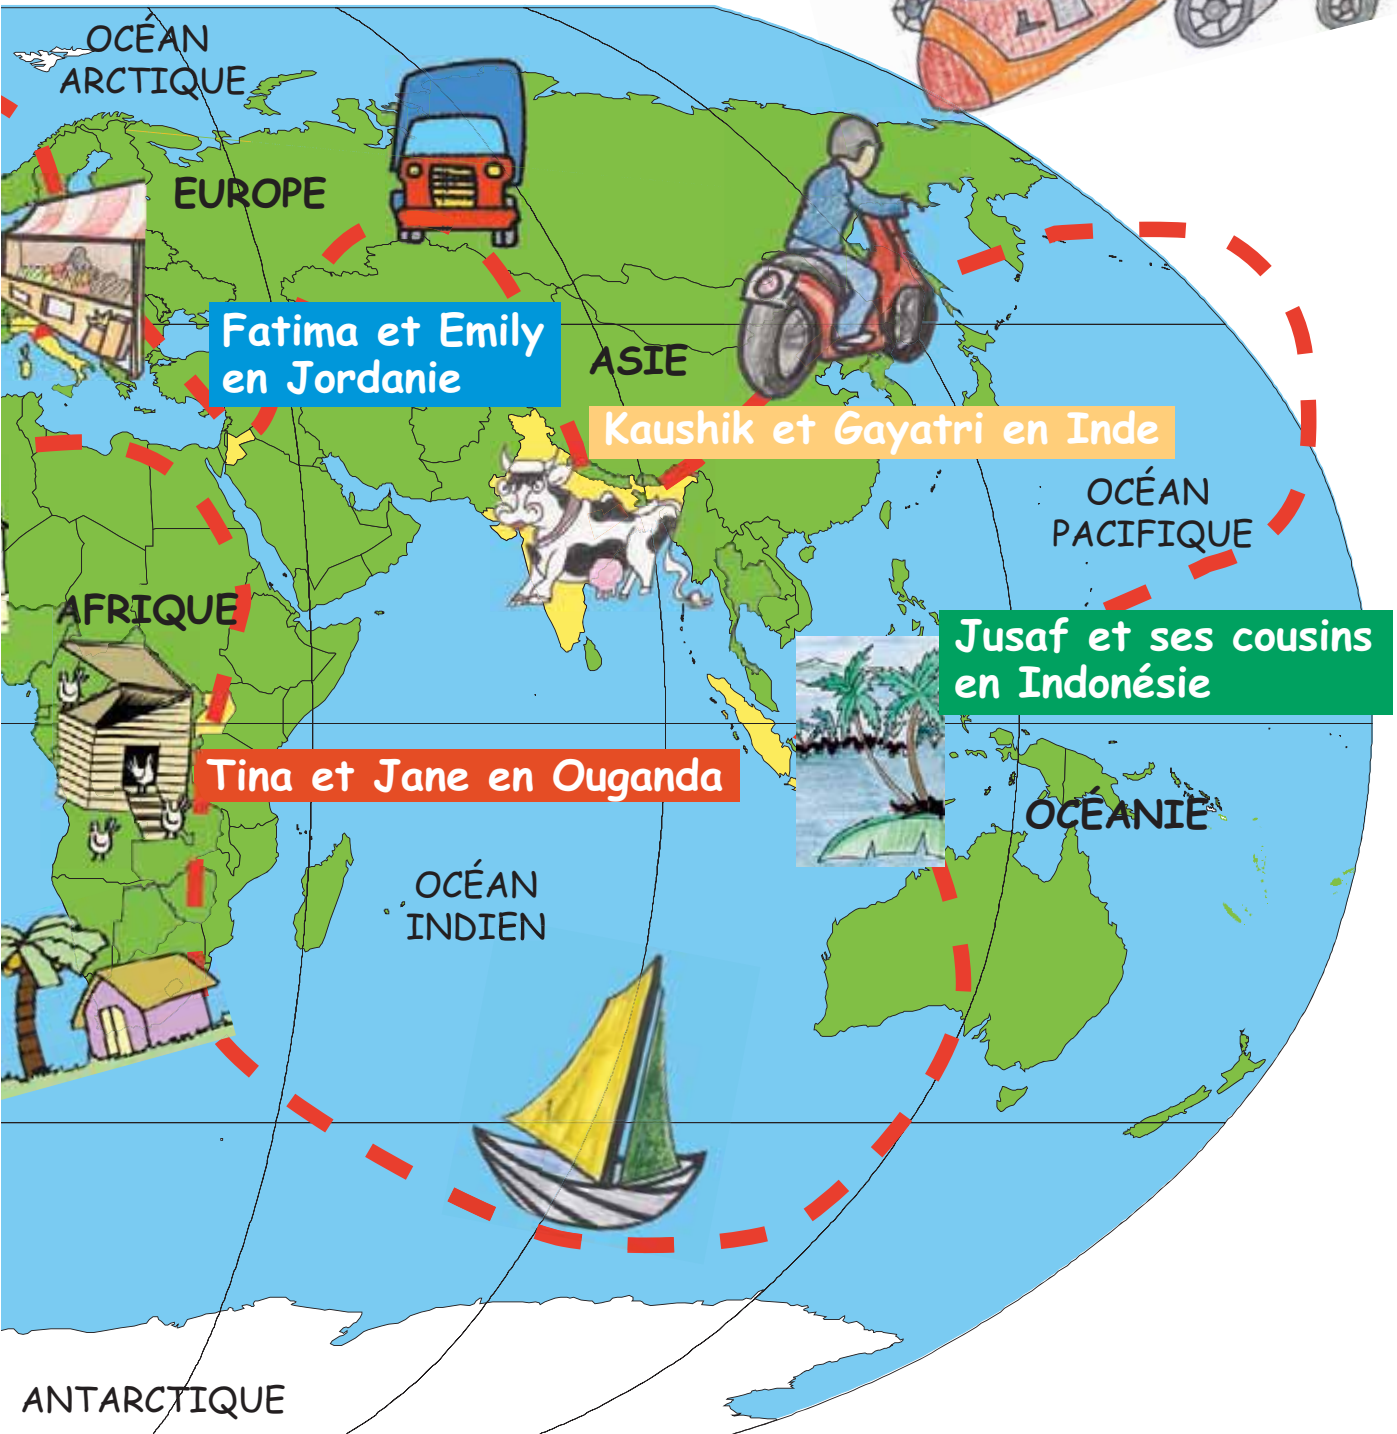 OCÉAN
ARCTIQUE
EUROPE
Fatima et Emily
en Jordanie
ASIE
Kaushik et Gayatri en Inde
OCÉAN
PACIFIQUE
AFRIQUE
Jusaf et ses cousins
en Indonésie
Tina et Jane en Ouganda
OCÉANIE
OCÉAN
INDIEN
ANTARCTIQUE